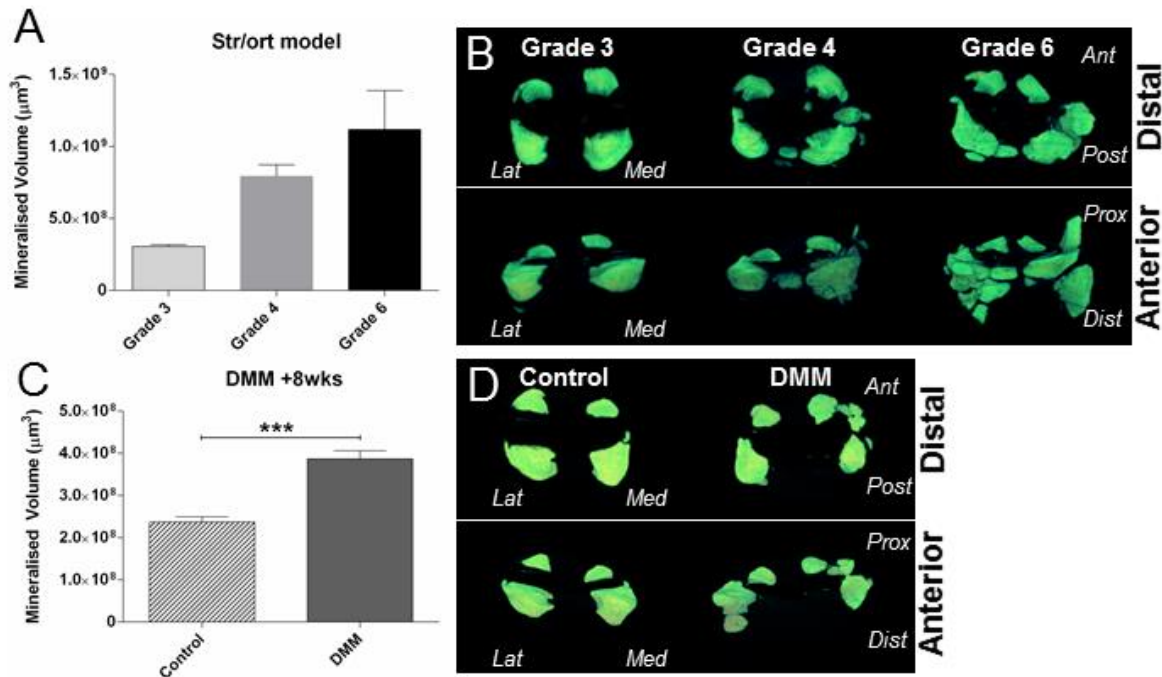 A
Str/ort model
Mineralised Volume (μm³)
1.5×10⁹
1.0×10⁹
5.0×10⁸
0
Grade 3
Grade 4
Grade 6
B
Grade 3 Grade 4 Grade 6
Ant
Post
Lat Med
Distal
Prox
Dist
Lat Med
Anterior
C
DMM +8wks
Mineralised Volume (μm³)
5.0×10⁸
4.0×10⁸
3.0×10⁸
2.0×10⁸
1.0×10⁸
0
***
Control
DMM
D
Control DMM
Ant
Post
Lat Med
Distal
Prox
Dist
Lat Med
Anterior